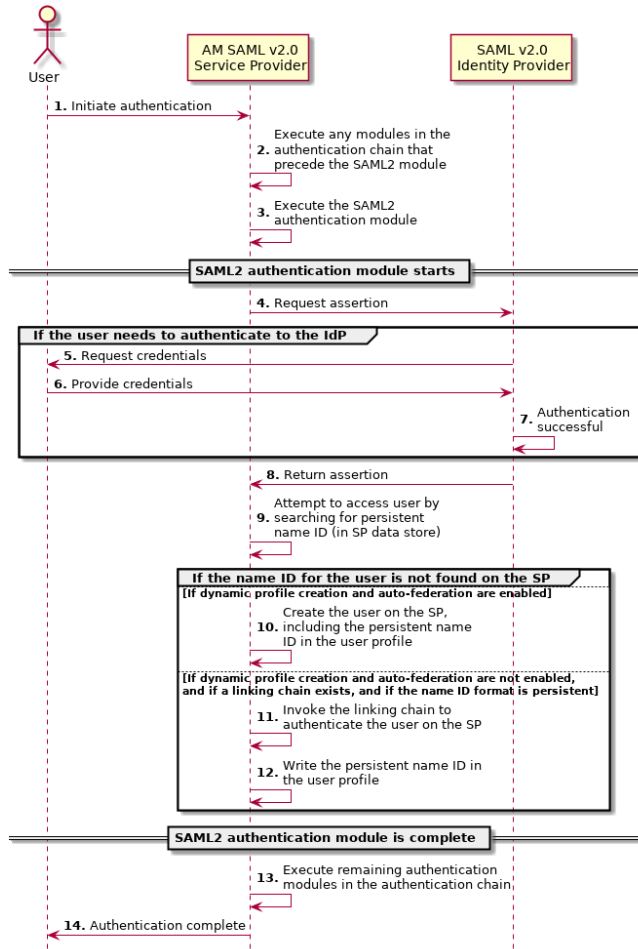 User
AM SAML v2.0
Service Provider
SAML v2.0
Identity Provider
1. Initiate authentication
Execute any modules in the
2. authentication chain that
precede the SAML2 module
3. Execute the SAML2
authentication module
SAML2 authentication module starts
4. Request assertion
If the user needs to authenticate to the IdP
5. Request credentials
6. Provide credentials
7. Authentication
successful
8. Return assertion
Attempt to access user by
9. searching for persistent
name ID (in SP data store)
If the name ID for the user is not found on the SP
[If dynamic profile creation and auto-federation are enabled]
Create the user on the SP,
10. including the persistent name
ID in the user profile
[If dynamic profile creation and auto-federation are not enabled,
and if a linking chain exists, and if the name ID format is persistent]
11. Invoke the linking chain to
authenticate the user on the SP
12. Write the persistent name ID in
the user profile
SAML2 authentication module is complete
13. Execute remaining authentication
modules in the authentication chain
14. Authentication complete